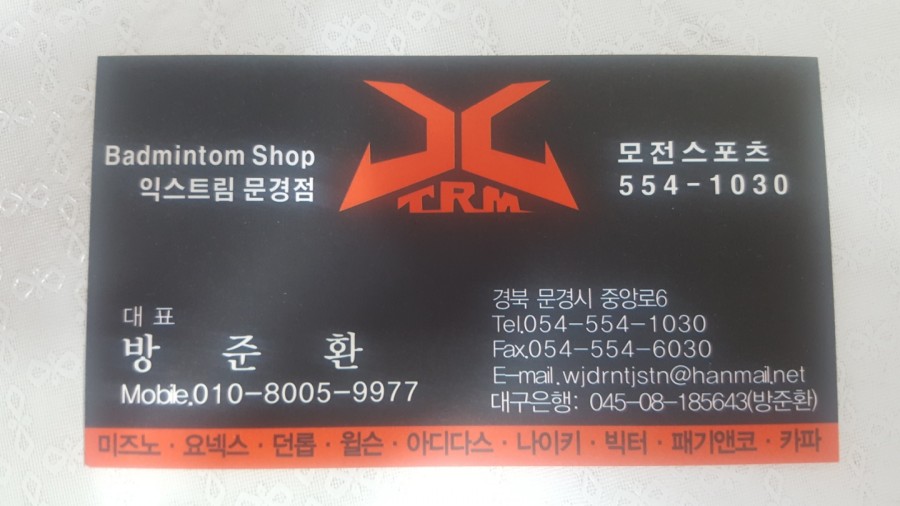 Badmintom Shop
익스트림 문경점
TRM
모전스포츠
554-1030
대 표
방 준 환
Mobile.010-8005-9977
경북 문경시 중앙로6
Tel.054-554-1030
Fax.054-554-6030
E-mail.wjdrntjstn@hanmail.net
대구은행: 045-08-185643(방준환)
미즈노·요넥스·던롭·윌슨·아디다스·나이키·빅터·패기앤코·카파